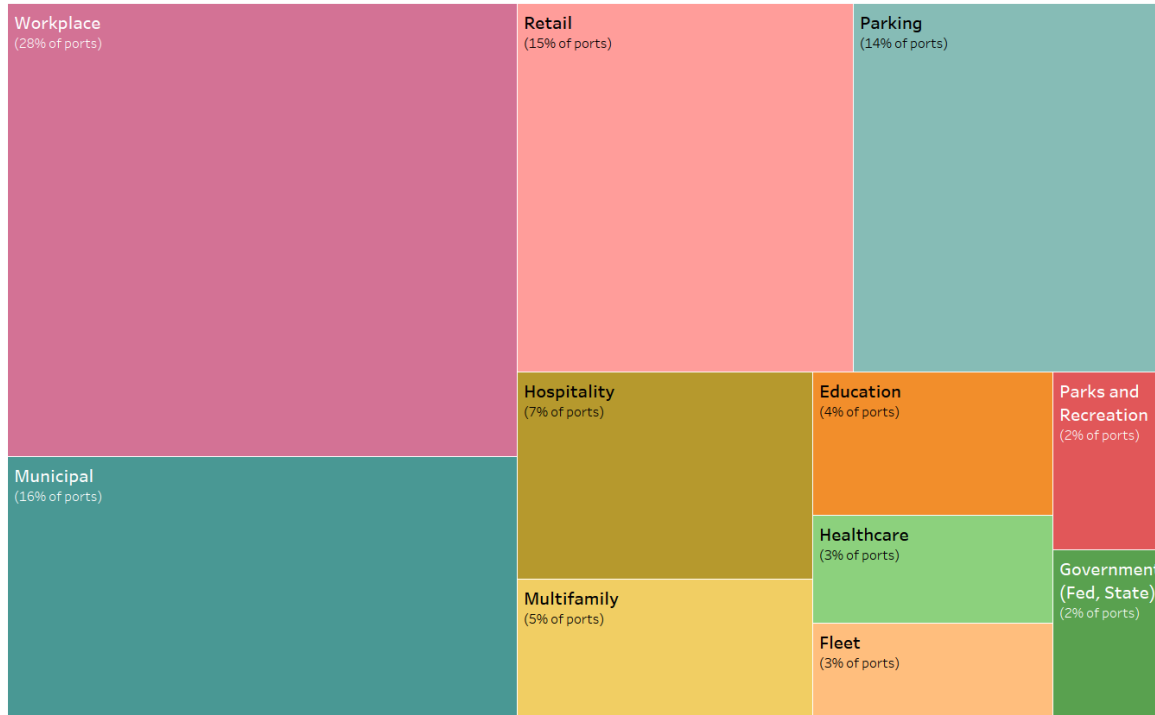 Workplace
(28% of ports)
Retail
(15% of ports)
Parking
(14% of ports)
Municipal
(16% of ports)
Hospitality
(7% of ports)
Multifamily
(5% of ports)
Education
(4% of ports)
Healthcare
(3% of ports)
Fleet
(3% of ports)
Parks and
Recreation
(2% of ports)
Government
(Fed, State)
(2% of ports)